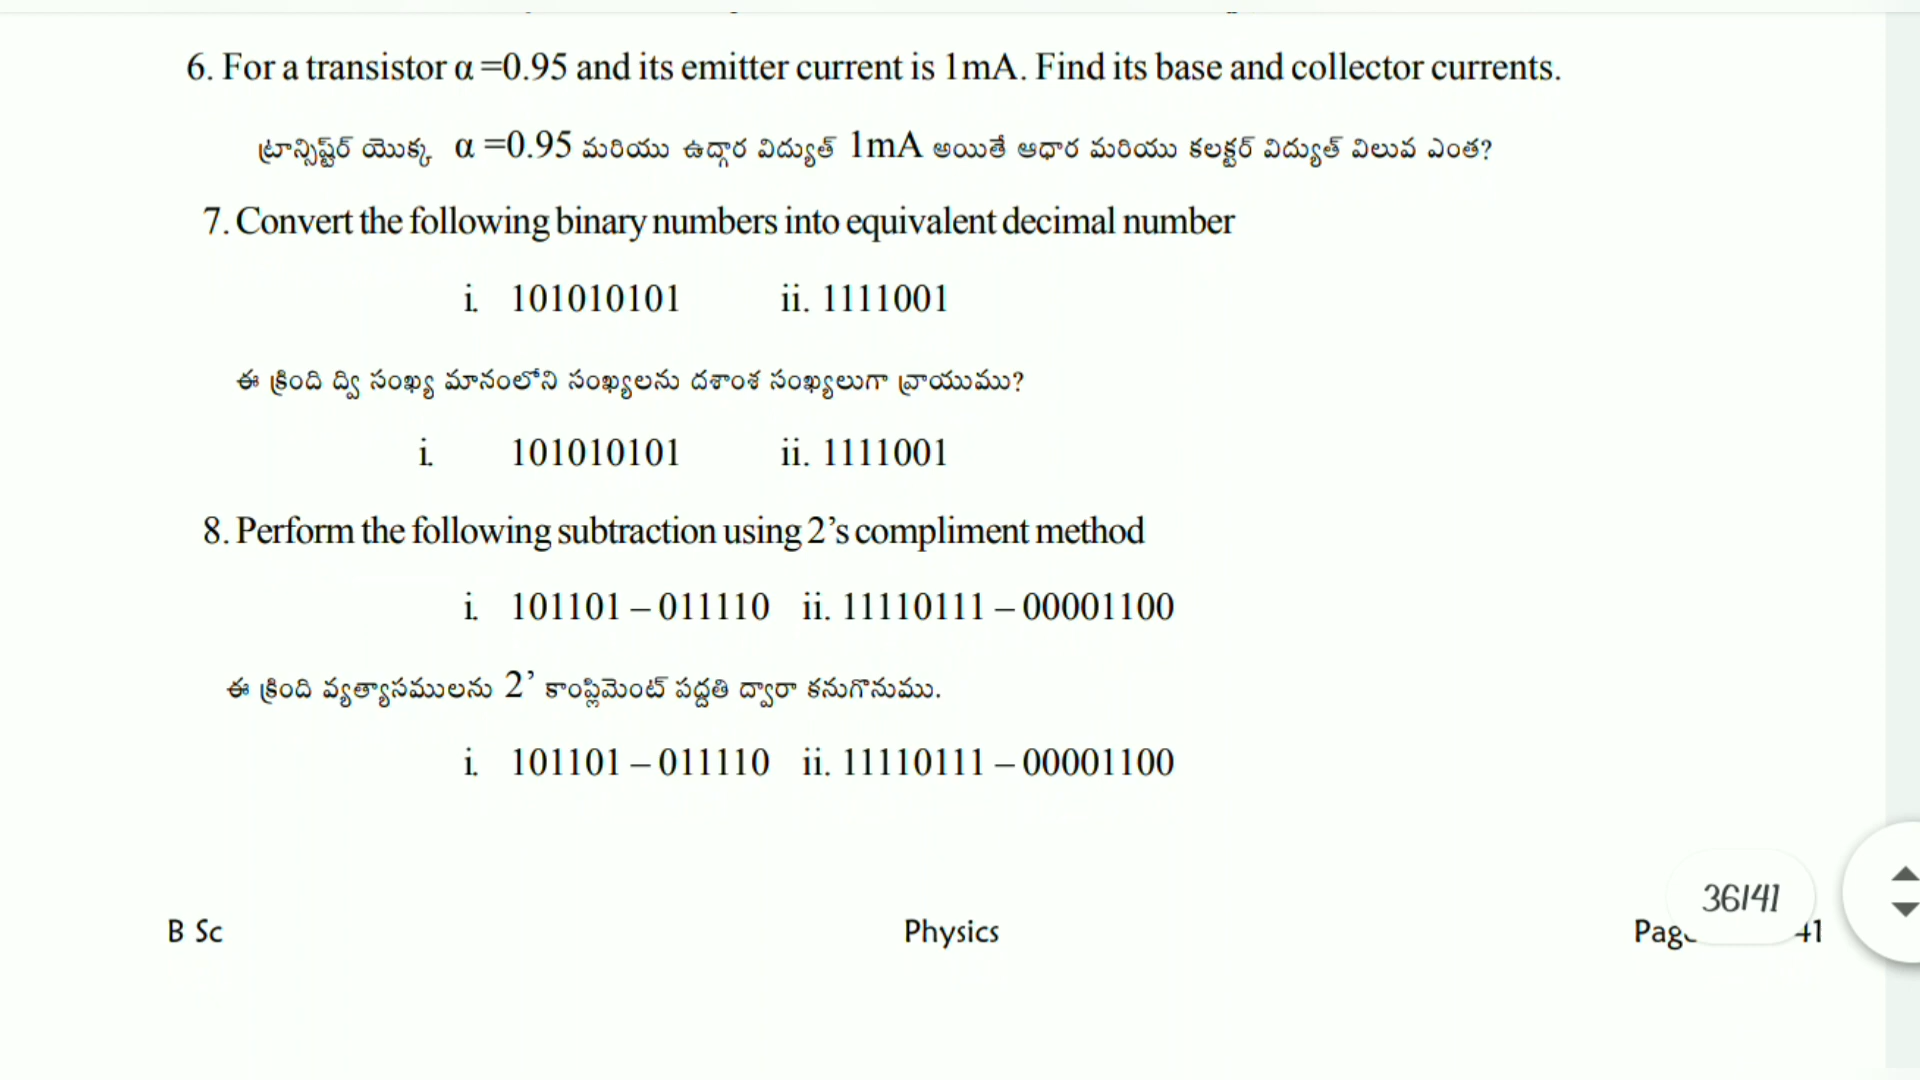 6. For a transistor α =0.95 and its emitter current is 1mA. Find its base and collector currents.
ట్రాన్సిష్టర్ యొక్క α =0.95 మరియు ఉద్గార విద్యుత్ 1mA అయితే ఆధార మరియు కలక్టర్ విద్యుత్ విలువ ఎంత?
7. Convert the following binary numbers into equivalent decimal number
i. 101010101 ii. 1111001
ఈ క్రింది ద్వి సంఖ్య మానంలోని సంఖ్యలను దశాంశ సంఖ్యలుగా వ్రాయుము?
i. 101010101 ii. 1111001
8. Perform the following subtraction using 2’s compliment method
i. 101101 – 011110 ii. 11110111 – 00001100
ఈ క్రింది వ్యత్యాసములను 2’ కాంప్లిమెంట్ పద్దతి ద్వారా కనుగొనుము.
i. 101101 – 011110 ii. 11110111 – 00001100
36/41
B Sc Physics 41